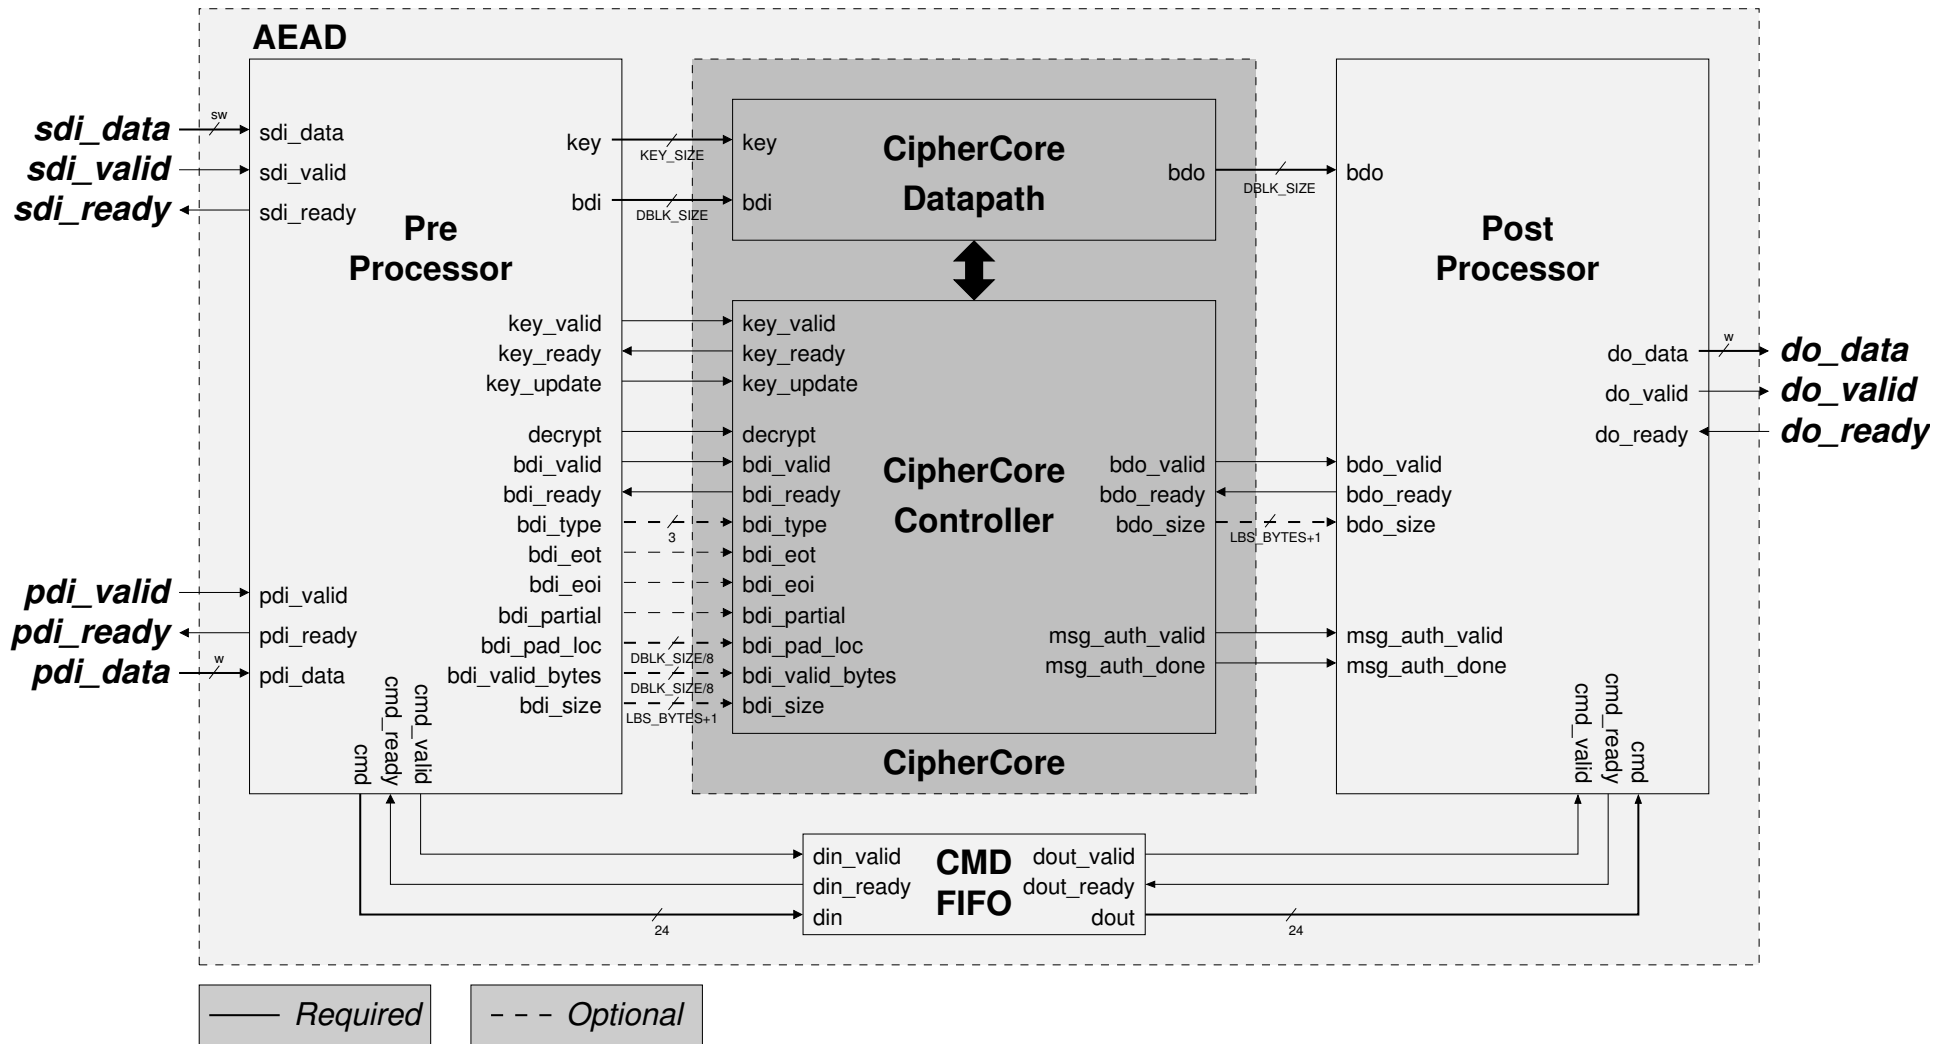 AEAD
sdi_data
sdi_valid
sdi_ready
pdi_valid
pdi_ready
pdi_data
sw
w
sdi_data
sdi_valid
sdi_ready
Pre
Processor
key
bdi
key_valid
key_ready
key_update
decrypt
bdi_valid
bdi_ready
bdi_type
bdi_eot
bdi_eoi
bdi_partial
bdi_pad_loc
bdi_valid_bytes
bdi_size
pdi_valid
pdi_ready
pdi_data
cmd
cmd_ready
cmd_valid
KEY_SIZE
DBLK_SIZE
3
DBLK_SIZE/8
DBLK_SIZE/8
LBS_BYTES+1
key
bdi
CipherCore
Datapath
bdo
key_valid
key_ready
key_update
decrypt
bdi_valid
bdi_ready
bdi_type
bdi_eot
bdi_eoi
bdi_partial
bdi_pad_loc
bdi_valid_bytes
bdi_size
CipherCore
Controller
bdo_valid
bdo_ready
bdo_size
msg_auth_valid
msg_auth_done
CipherCore
DBLK_SIZE
LBS_BYTES+1
bdo
Post
Processor
do_data
do_valid
do_ready
bdo_valid
bdo_ready
bdo_size
msg_auth_valid
msg_auth_done
cmd_valid
cmd_ready
cmd
w
do_data
do_valid
do_ready
din_valid
din_ready
din
CMD
FIFO
dout_valid
dout_ready
dout
24
24
Required
Optional